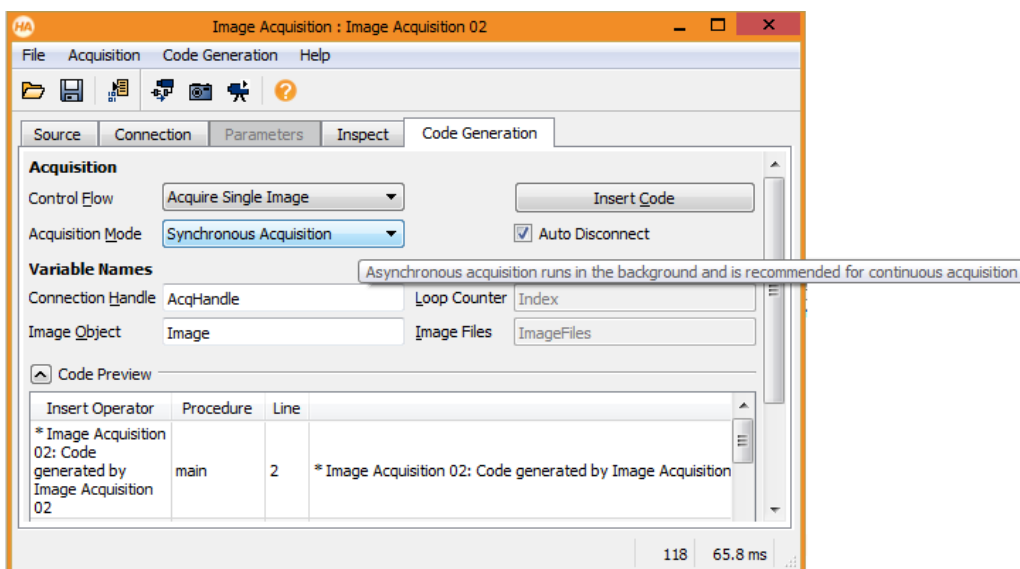 HA Image Acquisition : Image Acquisition 02
File Acquisition Code Generation Help
Source Connection Parameters Inspect Code Generation
Acquisition
Control Flow Acquire Single Image Insert Code
Acquisition Mode Synchronous Acquisition Auto Disconnect
Variable Names
Asynchronous acquisition runs in the background and is recommended for continuous acquisition
Connection Handle AcqHandle Loop Counter Index
Image Object Image Image Files ImageFiles
Code Preview
Insert Operator Procedure Line
* Image Acquisition
02: Code
generated by
Image Acquisition
02
main 2 * Image Acquisition 02: Code generated by Image Acquisition
118 65.8 ms